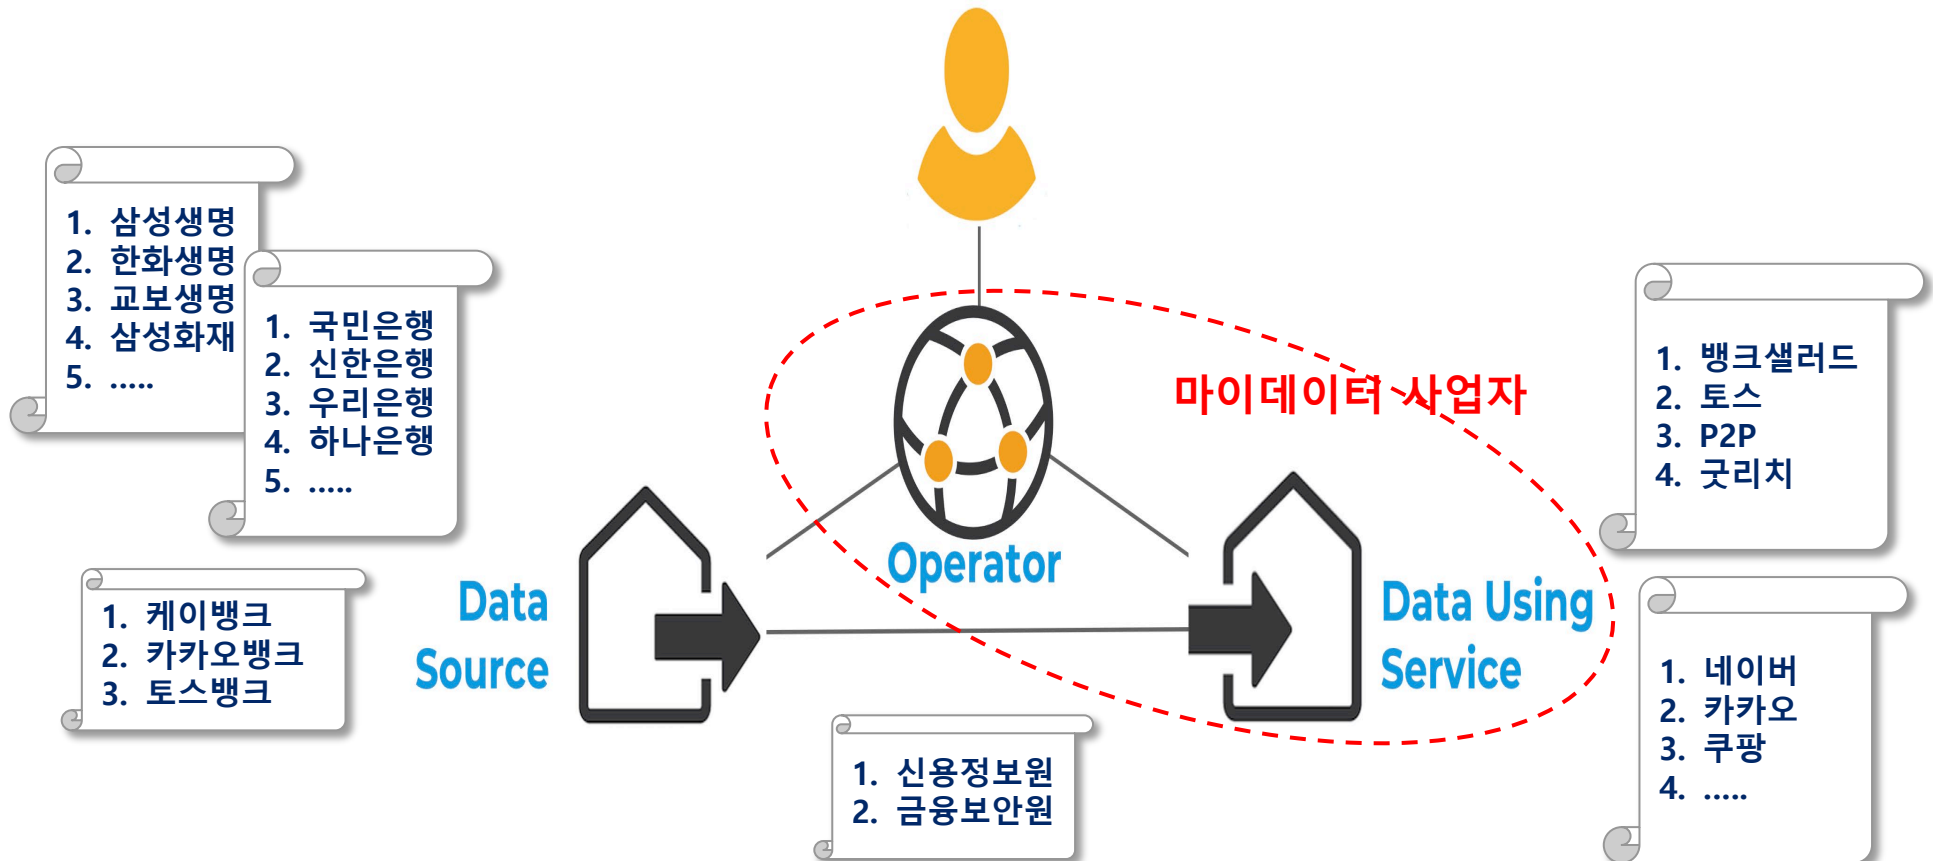 1. 삼성생명
2. 한화생명
3. 교보생명
4. 삼성화재
5. .....
1. 국민은행
2. 신한은행
3. 우리은행
4. 하나은행
5. .....
1. 케이뱅크
2. 카카오뱅크
3. 토스뱅크
Data
Source
Operator
마이데이터 사업자
Data Using
Service
1. 신용정보원
2. 금융보안원
1. 뱅크샐러드
2. 토스
3. P2P
4. 굿리치
1. 네이버
2. 카카오
3. 쿠팡
4. .....